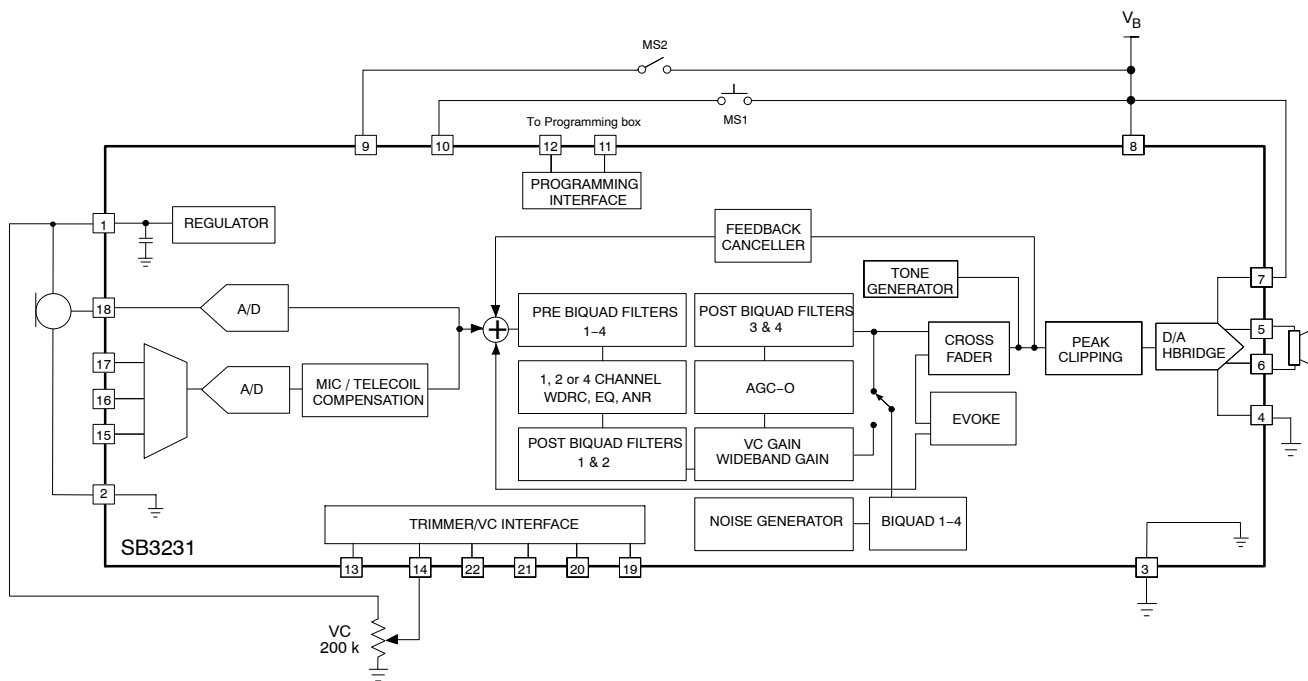 V_B
MS2
MS1
To Programming box
9
10
12
11
8
PROGRAMMING
INTERFACE
1
REGULATOR
FEEDBACK
CANCELLER
TONE
GENERATOR
7
18
A/D
PRE BIQUAD FILTERS
1–4
POST BIQUAD FILTERS
3 & 4
CROSS
FADER
PEAK
CLIPPING
D/A
HBRIDGE
5
6
17
16
15
A/D
MIC / TELECOIL
COMPENSATION
1, 2 or 4 CHANNEL
WDRC, EQ, ANR
AGC–O
EVOKE
4
POST BIQUAD FILTERS
1 & 2
VC GAIN
WIDEBAND GAIN
2
TRIMMER/VC INTERFACE
NOISE GENERATOR
BIQUAD 1–4
SB3231
13
14
22
21
20
19
3
VC
200 k